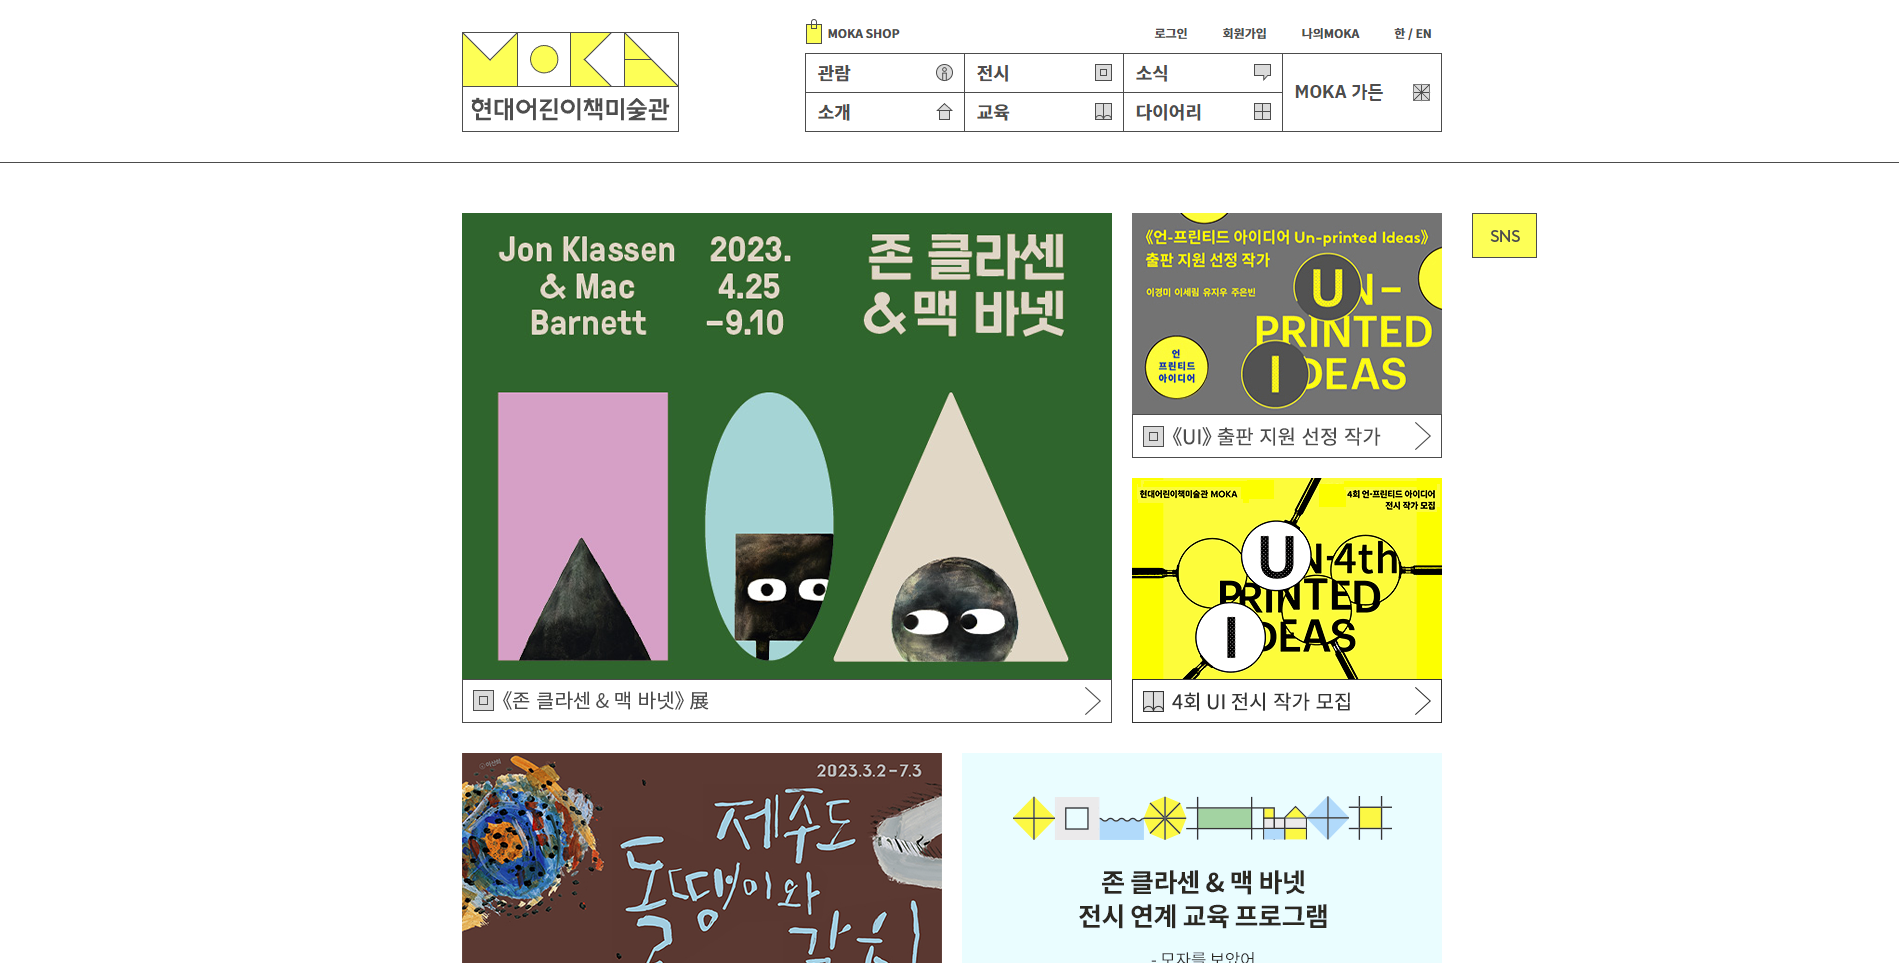 MOKA
현대어린이책미술관
MOKA SHOP
로그인
회원가입
나의MOKA
한 / EN
관람
전시
소식
MOKA 가든
소개
교육
다이어리
Jon Klassen
& Mac
Barnett
2023.
4.25
–9.10
존 클라센
& 맥 바넷
《존 클라센 & 맥 바넷》展
《언-프린티드 아이디어 Un-printed Ideas》
출판 지원 선정 작가
이경미 이세림 유지우 주은빈
UN-
PRINTED
IDEAS
언
프린티드
아이디어
《UI》 출판 지원 선정 작가
SNS
현대어린이책미술관 MOKA
4회 언-프린티드 아이디어
전시 작가 모집
UN-4th
PRINTED
IDEAS
4회 UI 전시 작가 모집
2023.3.2–7.3
제주도
돌땡이와
존 클라센 & 맥 바넷
전시 연계 교육 프로그램
- 모자를 보았어